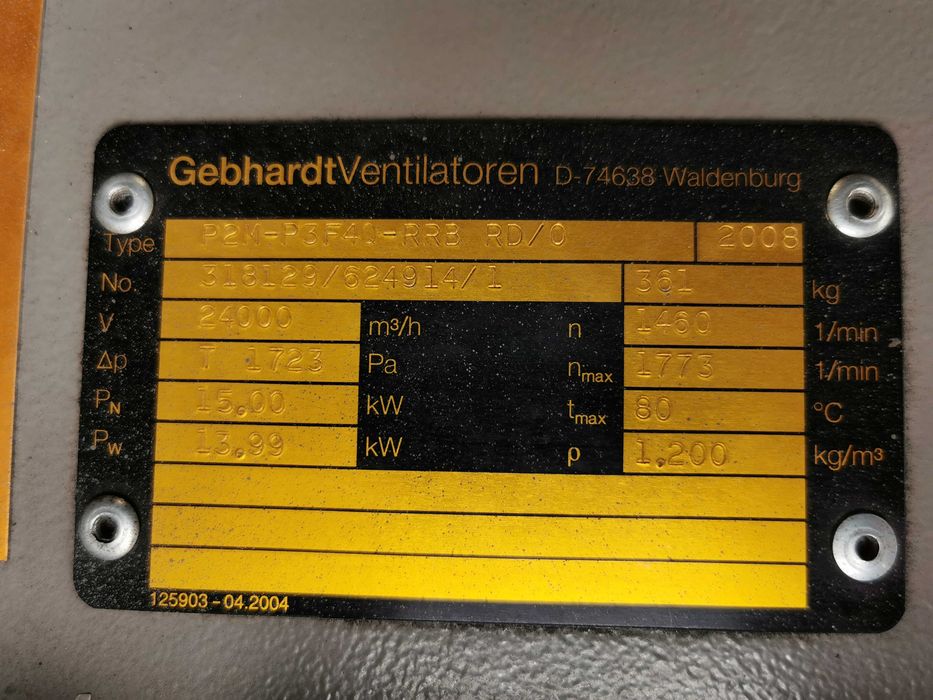 GebhardtVentilatoren D-74638 Waldenburg
Type P2M-P3F40-RRB RD/0 2008
No. 318129/624914/1 361 kg
V 24000 m³/h n 1460 1/min
Δp T 1723 Pa nmax 1773 1/min
PN 15.00 kW tmax 80 °C
PW 13.99 kW ρ 1.200 kg/m³
125903-04.2004